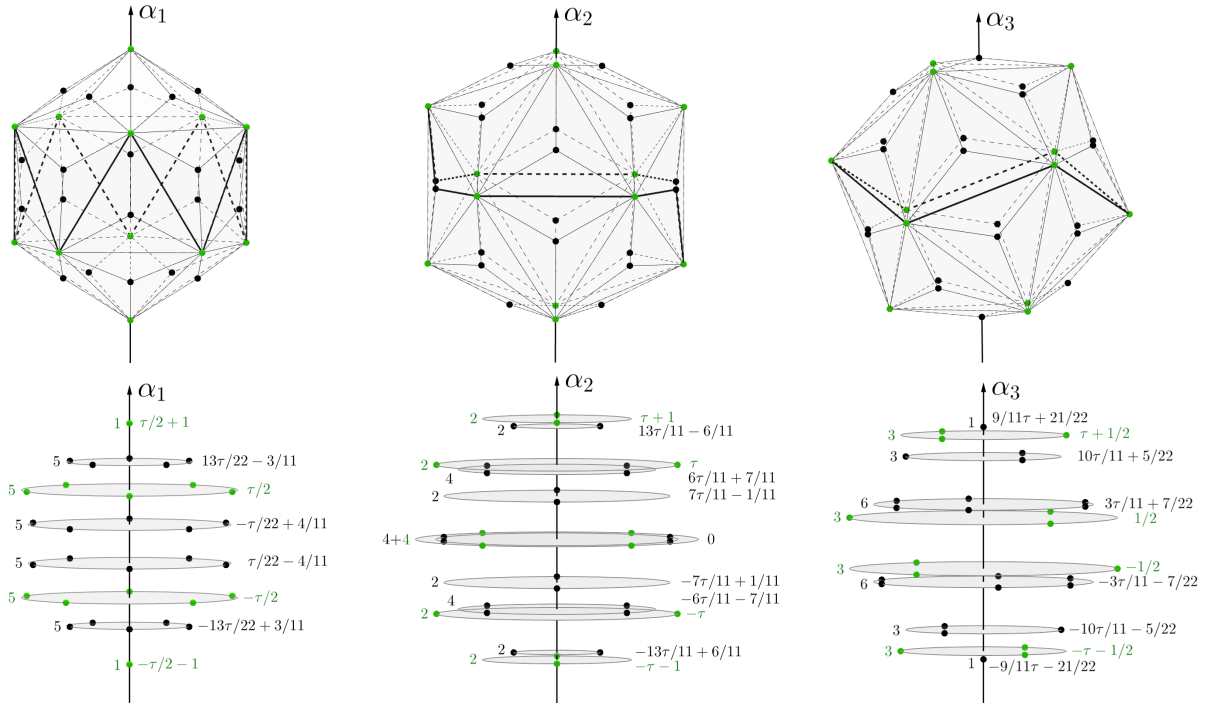 α1
α2
α3
α1
1 τ/2+1
5 13τ/22−3/11
5 τ/2
5 −τ/22+4/11
5 τ/22−4/11
5 −τ/2
5 −13τ/22+3/11
1 −τ/2−1
α2
2 τ+1
2 13τ/11−6/11
2 τ
4 6τ/11+7/11
2 7τ/11−1/11
4+4 0
2 −7τ/11+1/11
4 −6τ/11−7/11
2 −τ
2 −13τ/11+6/11
2 −τ−1
α3
1 9/11τ+21/22
3 τ+1/2
3 10τ/11+5/22
6 3τ/11+7/22
3 1/2
3 −1/2
6 −3τ/11−7/22
3 −10τ/11−5/22
3 −τ−1/2
1 −9/11τ−21/22